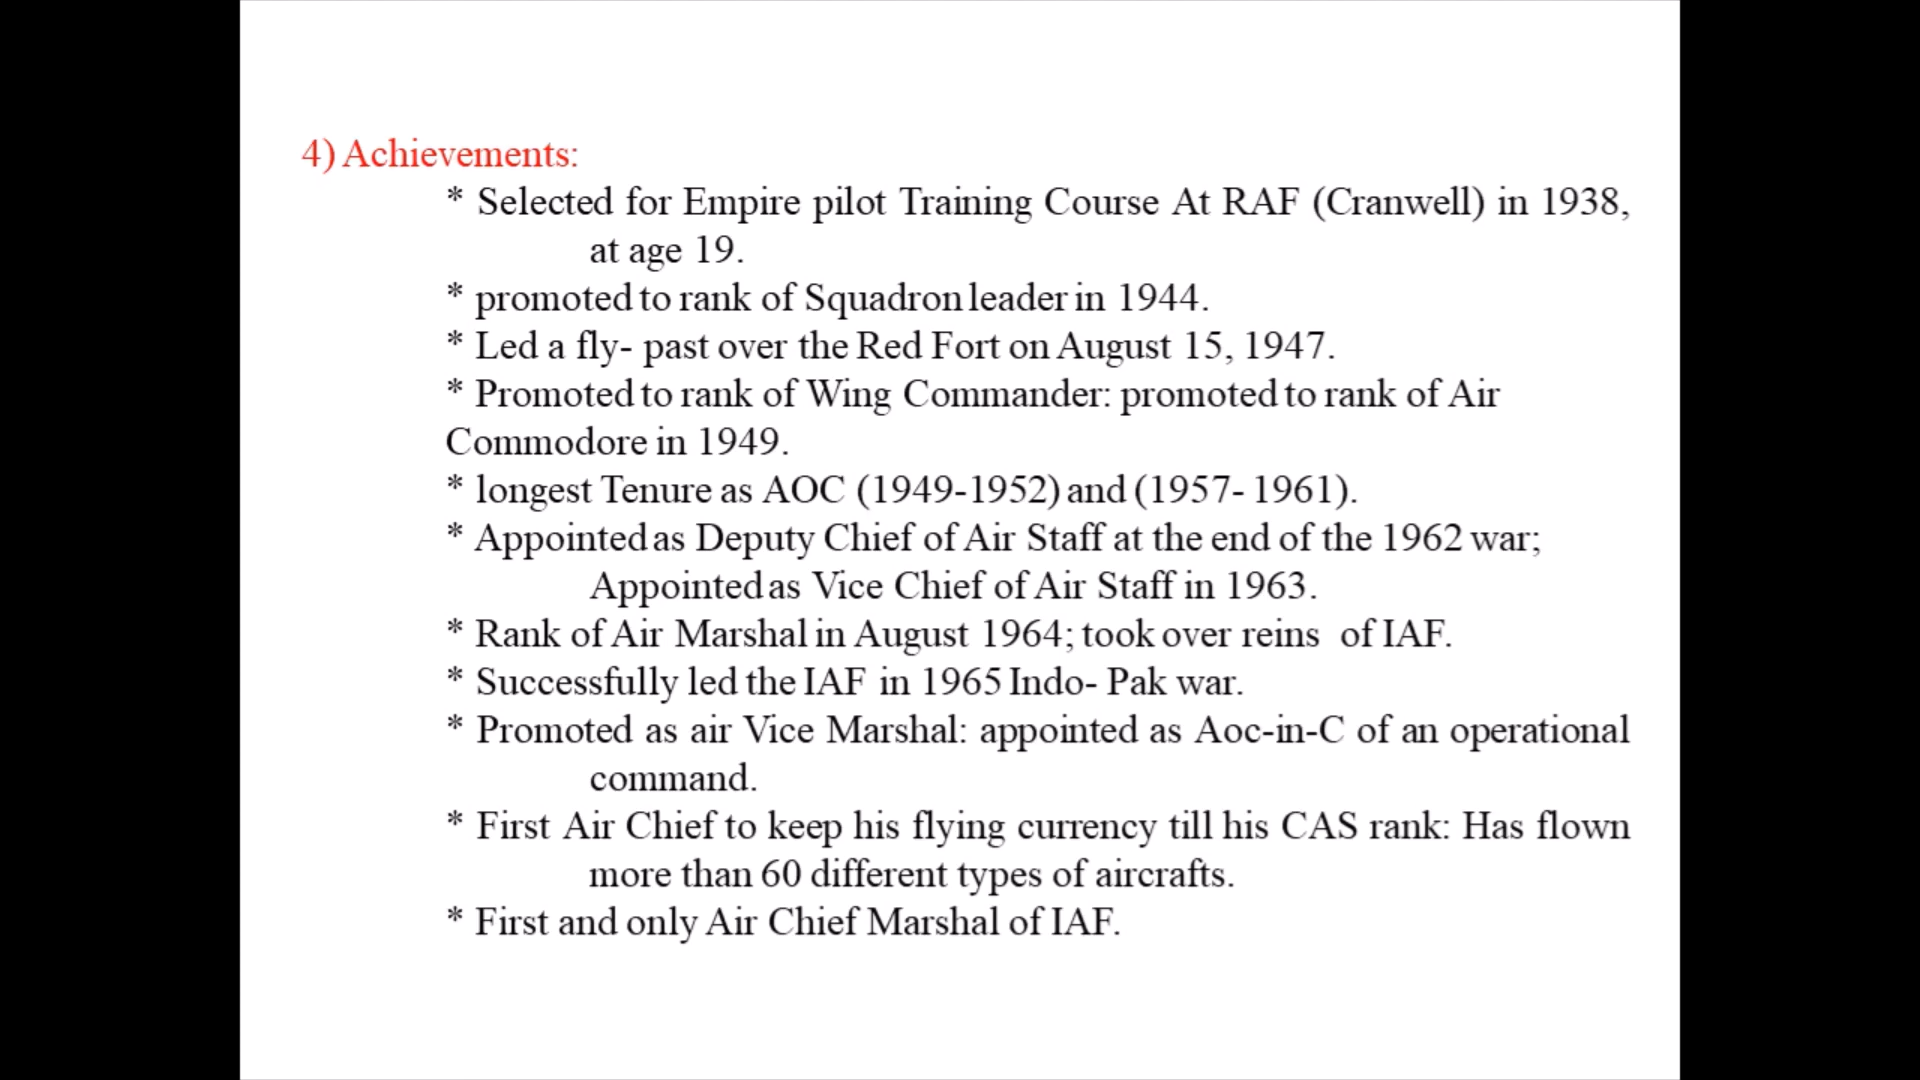 4) Achievements:
* Selected for Empire pilot Training Course At RAF (Cranwell) in 1938,
at age 19.
* promoted to rank of Squadron leader in 1944.
* Led a fly- past over the Red Fort on August 15, 1947.
* Promoted to rank of Wing Commander: promoted to rank of Air
Commodore in 1949.
* longest Tenure as AOC (1949-1952) and (1957- 1961).
* Appointed as Deputy Chief of Air Staff at the end of the 1962 war;
Appointed as Vice Chief of Air Staff in 1963.
* Rank of Air Marshal in August 1964; took over reins of IAF.
* Successfully led the IAF in 1965 Indo- Pak war.
* Promoted as air Vice Marshal: appointed as Aoc-in-C of an operational
command.
* First Air Chief to keep his flying currency till his CAS rank: Has flown
more than 60 different types of aircrafts.
* First and only Air Chief Marshal of IAF.